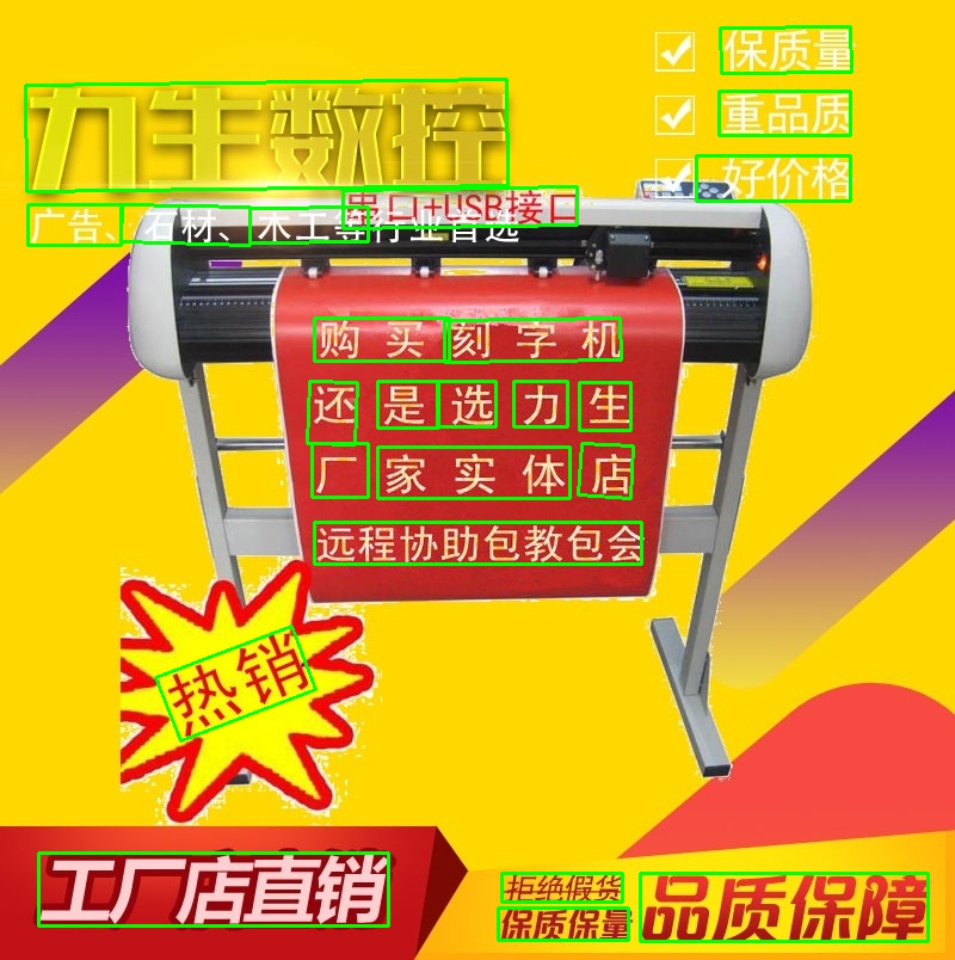 保质量
力生数控
重品质
好价格
串口+USB接口
广告、石材、木工等行业首选
购买刻字机
还是选力生
厂家实体店
远程协助包教包会
热销
工厂店直销
拒绝假货
保质保量
品质保障